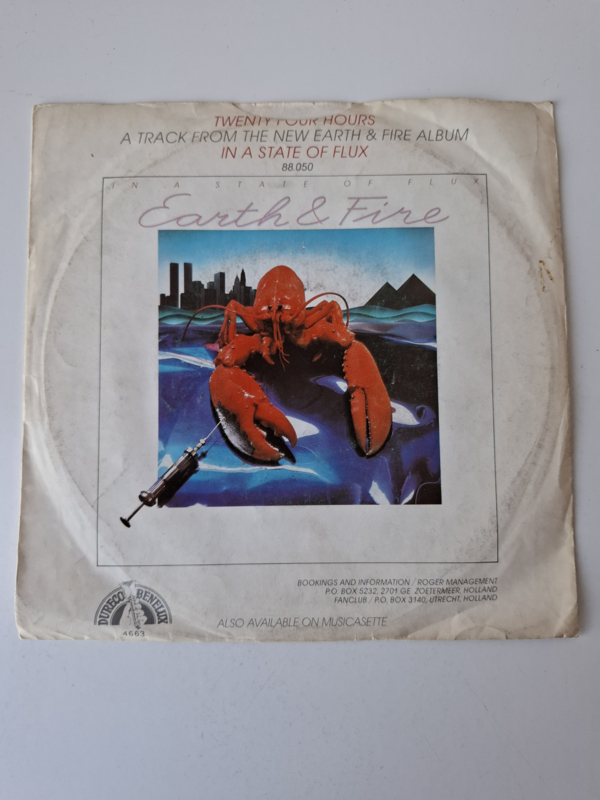 TWENTY FOUR HOURS
A TRACK FROM THE NEW EARTH & FIRE ALBUM
IN A STATE OF FLUX
88.050
IN A STATE OF FLUX
Earth & Fire
BOOKINGS AND INFORMATION / ROGER MANAGEMENT
P.O. BOX 5232, 2701 GE ZOETERMEER, HOLLAND
FANCLUB / P.O. BOX 3140, UTRECHT, HOLLAND
DURECO BENELUX
4663
ALSO AVAILABLE ON MUSICASETTE